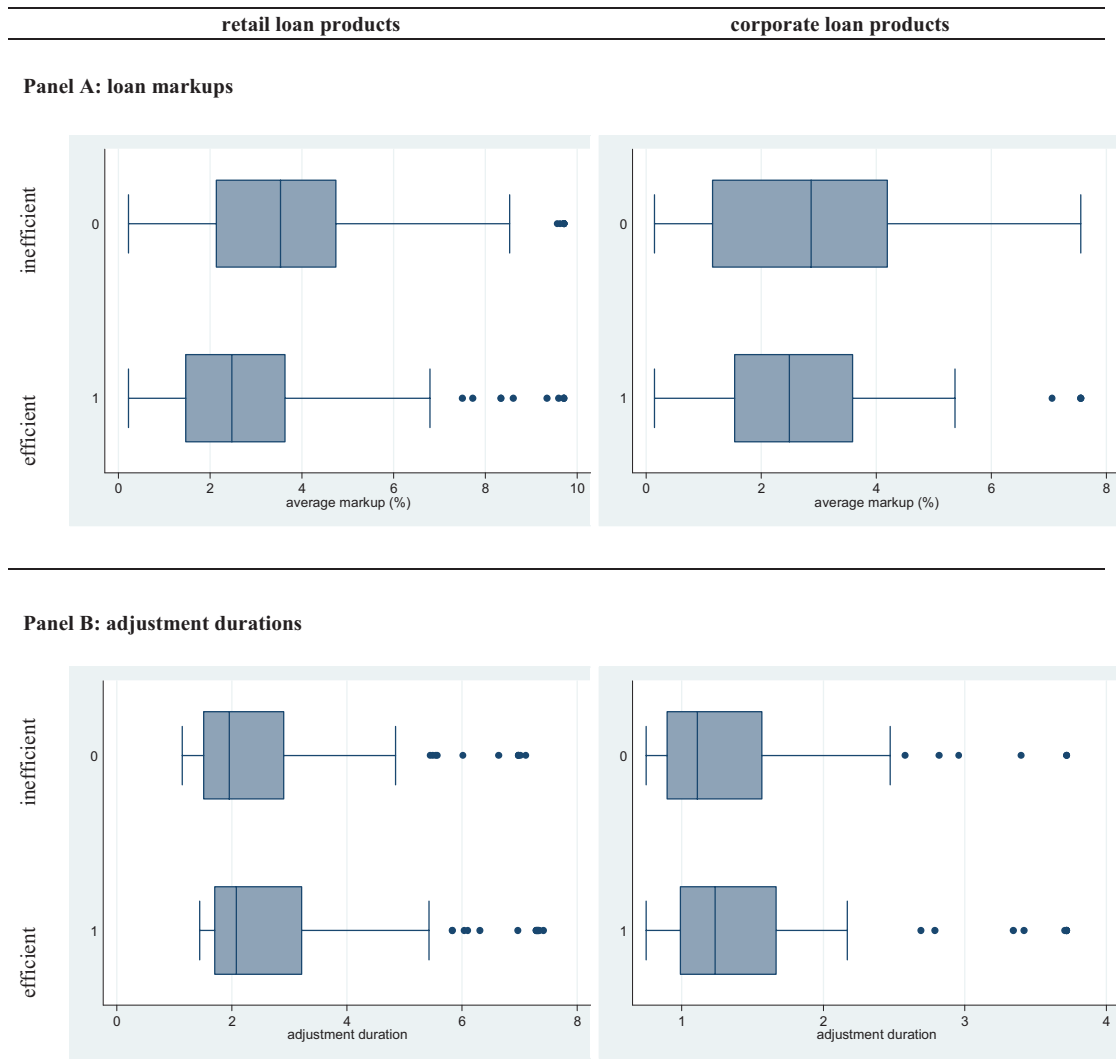 retail loan products corporate loan products
Panel A: loan markups
inefficient
0
efficient
1
0 2 4 6 8 10
average markup (%)
0
1
0 2 4 6 8
average markup (%)
Panel B: adjustment durations
inefficient
0
efficient
1
0 2 4 6 8
adjustment duration
0
1
1 2 3 4
adjustment duration